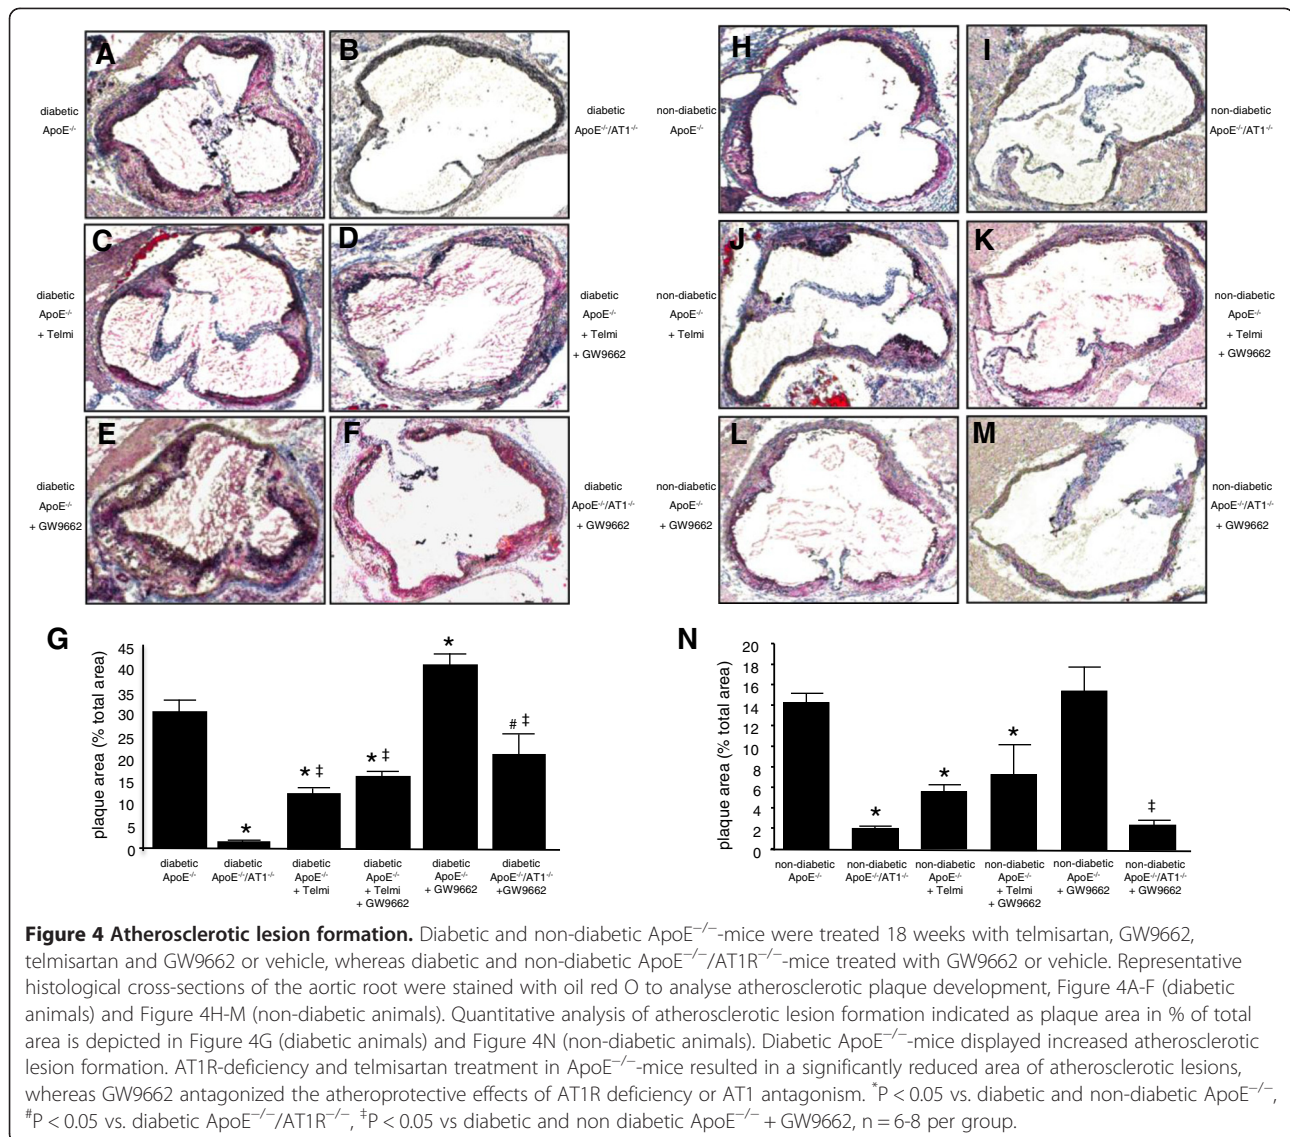 A
B
diabetic
ApoE⁻/⁻
diabetic
ApoE⁻/⁻/AT1⁻/⁻
C
D
diabetic
ApoE⁻/⁻
+ Telmi
diabetic
ApoE⁻/⁻
+ Telmi
+ GW9662
E
F
diabetic
ApoE⁻/⁻
+ GW9662
diabetic
ApoE⁻/⁻/AT1⁻/⁻
+ GW9662
H
I
non-diabetic
ApoE⁻/⁻
non-diabetic
ApoE⁻/⁻/AT1⁻/⁻
J
K
non-diabetic
ApoE⁻/⁻
+ Telmi
non-diabetic
ApoE⁻/⁻
+ Telmi
+ GW9662
L
M
non-diabetic
ApoE⁻/⁻
+ GW9662
non-diabetic
ApoE⁻/⁻/AT1⁻/⁻
+ GW9662
G
plaque area (% total area)
45
40
35
30
25
20
15
10
5
0
*
* ‡
* ‡
*
# ‡
diabetic
ApoE⁻/⁻
diabetic
ApoE⁻/⁻/AT1⁻/⁻
diabetic
ApoE⁻/⁻
+ Telmi
diabetic
ApoE⁻/⁻
+ Telmi
+ GW9662
diabetic
ApoE⁻/⁻
+ GW9662
diabetic
ApoE⁻/⁻/AT1⁻/⁻
+GW9662
N
plaque area (% total area)
20
18
16
14
12
10
8
6
4
2
0
*
*
*
‡
non-diabetic
ApoE⁻/⁻
non-diabetic
ApoE⁻/⁻/AT1⁻/⁻
non-diabetic
ApoE⁻/⁻
+ Telmi
non-diabetic
ApoE⁻/⁻
+ Telmi
+ GW9662
non-diabetic
ApoE⁻/⁻
+ GW9662
non-diabetic
ApoE⁻/⁻/AT1⁻/⁻
+ GW9662
Figure 4 Atherosclerotic lesion formation. Diabetic and non-diabetic ApoE⁻/⁻-mice were treated 18 weeks with telmisartan, GW9662,
telmisartan and GW9662 or vehicle, whereas diabetic and non-diabetic ApoE⁻/⁻/AT1R⁻/⁻-mice treated with GW9662 or vehicle. Representative
histological cross-sections of the aortic root were stained with oil red O to analyse atherosclerotic plaque development, Figure 4A-F (diabetic
animals) and Figure 4H-M (non-diabetic animals). Quantitative analysis of atherosclerotic lesion formation indicated as plaque area in % of total
area is depicted in Figure 4G (diabetic animals) and Figure 4N (non-diabetic animals). Diabetic ApoE⁻/⁻-mice displayed increased atherosclerotic
lesion formation. AT1R-deficiency and telmisartan treatment in ApoE⁻/⁻-mice resulted in a significantly reduced area of atherosclerotic lesions,
whereas GW9662 antagonized the atheroprotective effects of AT1R deficiency or AT1 antagonism. *P < 0.05 vs. diabetic and non-diabetic ApoE⁻/⁻,
#P < 0.05 vs. diabetic ApoE⁻/⁻/AT1R⁻/⁻, ‡P < 0.05 vs diabetic and non diabetic ApoE⁻/⁻ + GW9662, n = 6-8 per group.